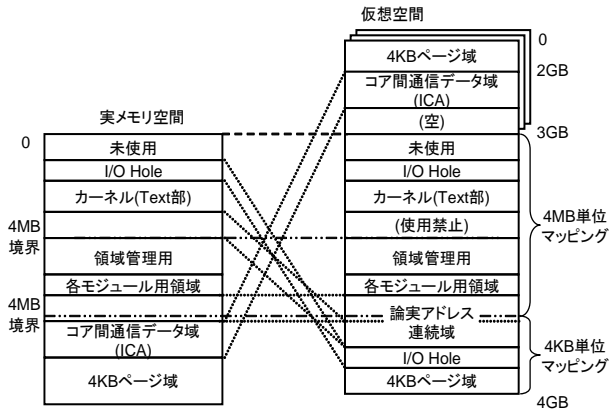 仮想空間
0
4KBページ域
2GB
コア間通信データ域
(ICA)
(空)
3GB
未使用
I/O Hole
カーネル(Text部)
(使用禁止)
領域管理用
各モジュール用領域
論実アドレス
連続域
I/O Hole
4KBページ域
4GB
4MB単位
マッピング
4KB単位
マッピング
実メモリ空間
0
未使用
I/O Hole
カーネル(Text部)
4MB
境界
領域管理用
各モジュール用領域
4MB
境界
コア間通信データ域
(ICA)
4KBページ域